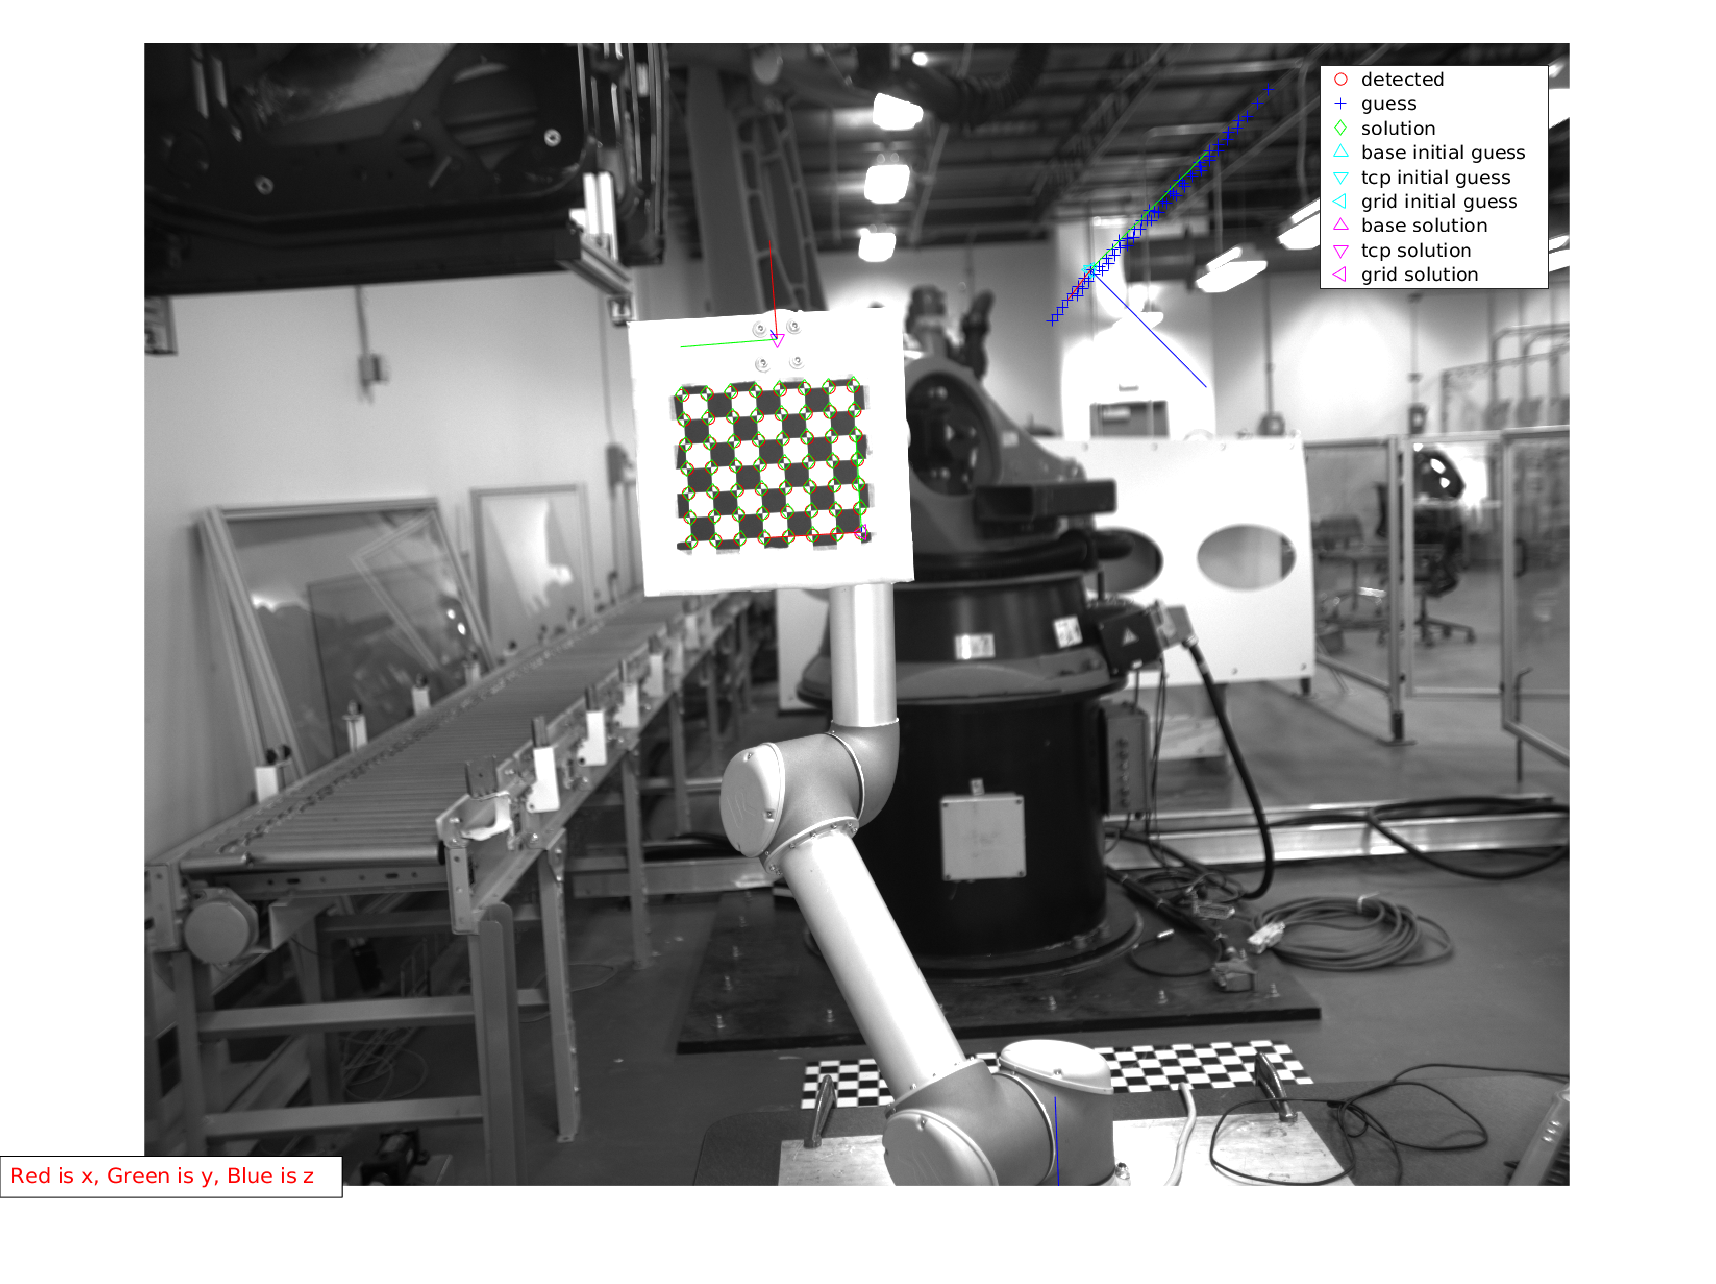 detected
guess
solution
base initial guess
tcp initial guess
grid initial guess
base solution
tcp solution
grid solution
Red is x, Green is y, Blue is z